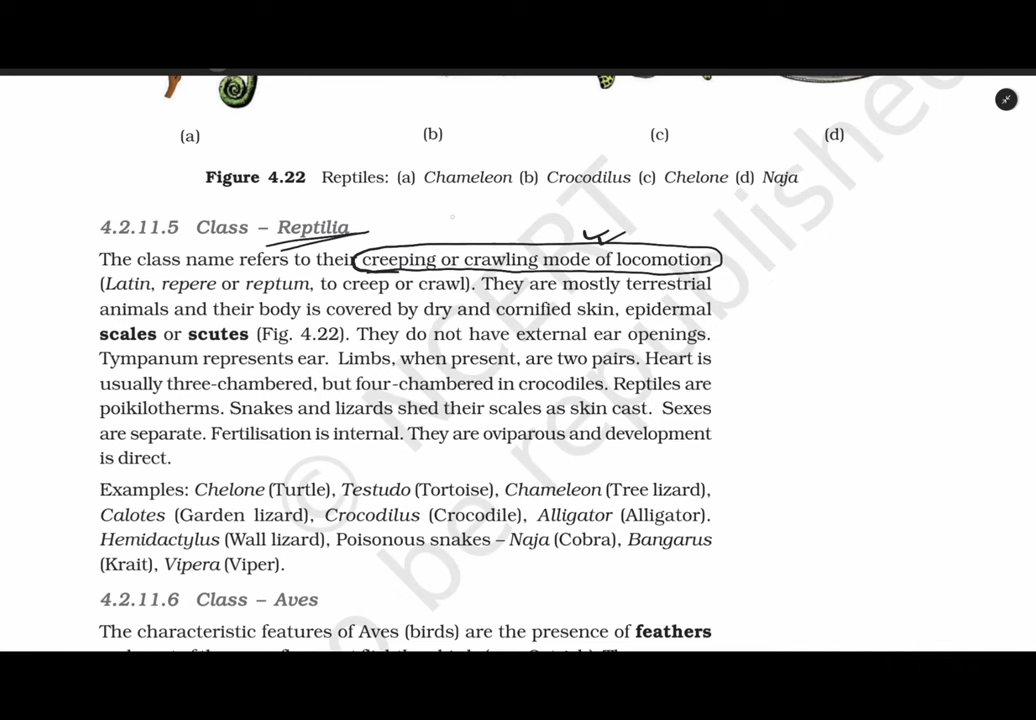 (a) (b) (c) (d)
Figure 4.22 Reptiles: (a) Chameleon (b) Crocodilus (c) Chelone (d) Naja
4.2.11.5 Class – Reptilia
The class name refers to their creeping or crawling mode of locomotion
(Latin, repere or reptum, to creep or crawl). They are mostly terrestrial
animals and their body is covered by dry and cornified skin, epidermal
scales or scutes (Fig. 4.22). They do not have external ear openings.
Tympanum represents ear. Limbs, when present, are two pairs. Heart is
usually three-chambered, but four-chambered in crocodiles. Reptiles are
poikilotherms. Snakes and lizards shed their scales as skin cast. Sexes
are separate. Fertilisation is internal. They are oviparous and development
is direct.
Examples: Chelone (Turtle), Testudo (Tortoise), Chameleon (Tree lizard),
Calotes (Garden lizard), Crocodilus (Crocodile), Alligator (Alligator).
Hemidactylus (Wall lizard), Poisonous snakes – Naja (Cobra), Bangarus
(Krait), Vipera (Viper).
4.2.11.6 Class – Aves
The characteristic features of Aves (birds) are the presence of feathers
© NCERT
be republished